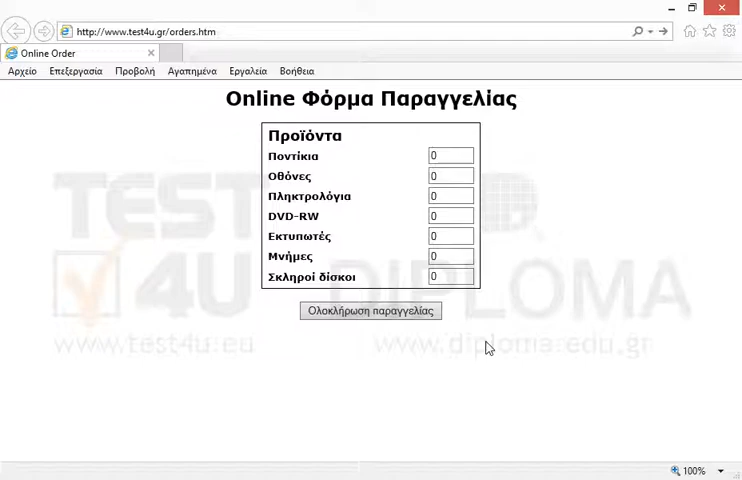 http://www.test4u.gr/orders.htm
Online Order
Αρχείο Επεξεργασία Προβολή Αγαπημένα Εργαλεία Βοήθεια
Online Φόρμα Παραγγελίας
Προϊόντα
Ποντίκια 0
Οθόνες 0
Πληκτρολόγια 0
DVD-RW 0
Εκτυπωτές 0
Μνήμες 0
Σκληροί δίσκοι 0
Ολοκλήρωση παραγγελίας
TEST
4U DIPLOMA
www.test4u.eu www.diploma.edu.gr
100%